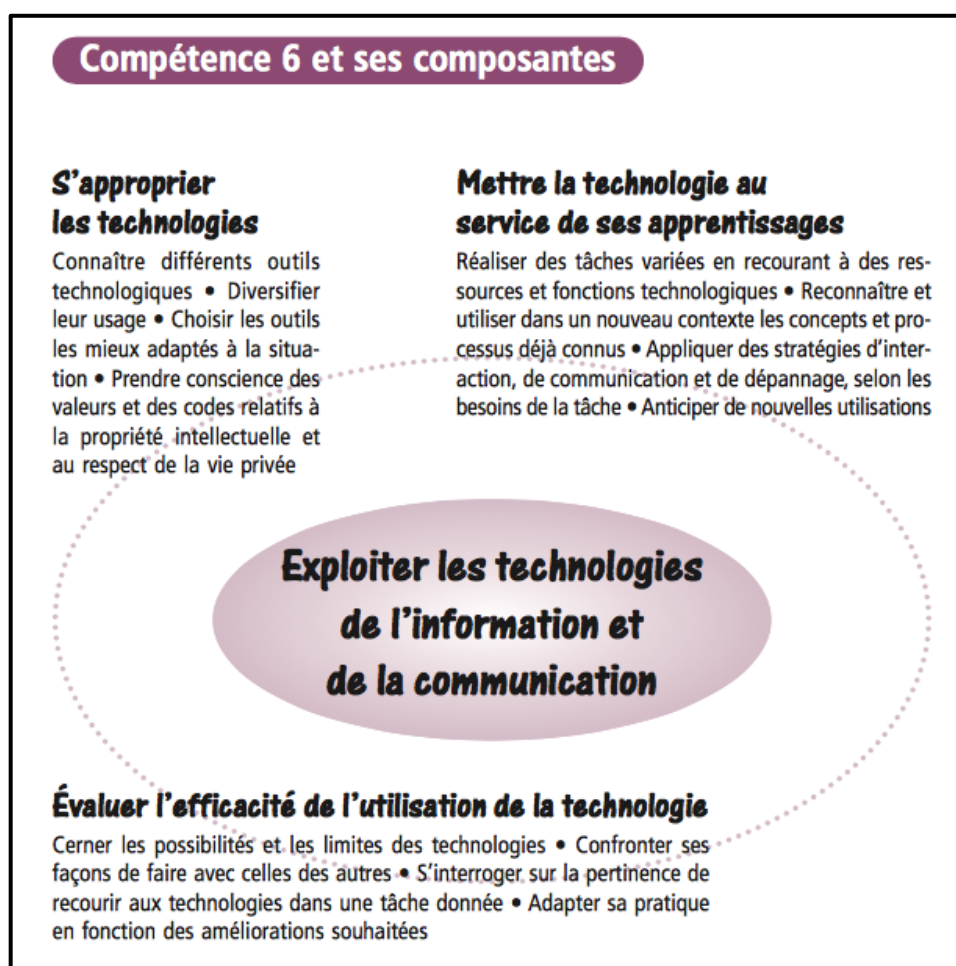 Compétence 6 et ses composantes
S’approprier
les technologies
Connaître différents outils
technologiques • Diversifier
leur usage • Choisir les outils
les mieux adaptés à la situa-
tion • Prendre conscience des
valeurs et des codes relatifs à
la propriété intellectuelle et
au respect de la vie privée
Mettre la technologie au
service de ses apprentissages
Réaliser des tâches variées en recourant à des res-
sources et fonctions technologiques • Reconnaître et
utiliser dans un nouveau contexte les concepts et pro-
cessus déjà connus • Appliquer des stratégies d’inter-
action, de communication et de dépannage, selon les
besoins de la tâche • Anticiper de nouvelles utilisations
Exploiter les technologies
de l’information et
de la communication
Évaluer l’efficacité de l’utilisation de la technologie
Cerner les possibilités et les limites des technologies • Confronter ses
façons de faire avec celles des autres • S’interroger sur la pertinence de
recourir aux technologies dans une tâche donnée • Adapter sa pratique
en fonction des améliorations souhaitées